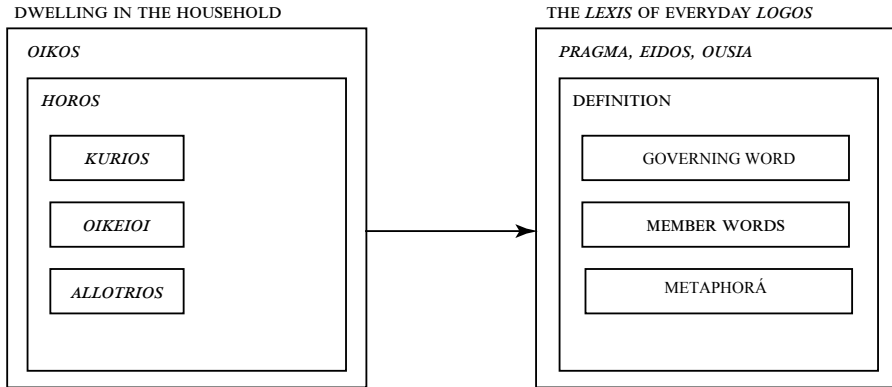 DWELLING IN THE HOUSEHOLD
OIKOS
HOROS
KURIOS
OIKEIOI
ALLOTRIOS
THE LEXIS OF EVERYDAY LOGOS
PRAGMA, EIDOS, OUSIA
DEFINITION
GOVERNING WORD
MEMBER WORDS
METAPHORÁ